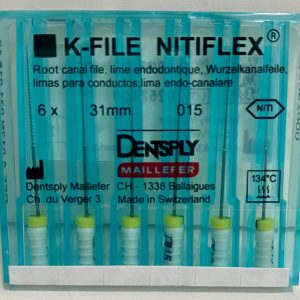 K-FILE NITIFLEX®
Root canal file, lime endodontique, Wurzelkanalfeile,
limas para conductos, lima endo-canalare
6 x 31mm 015
NITI
DENTSPLY
MAILLEFER
134°C
Dentsply Maillefer CH - 1338 Ballaigues
Ch. du Verger 3 Made in Switzerland